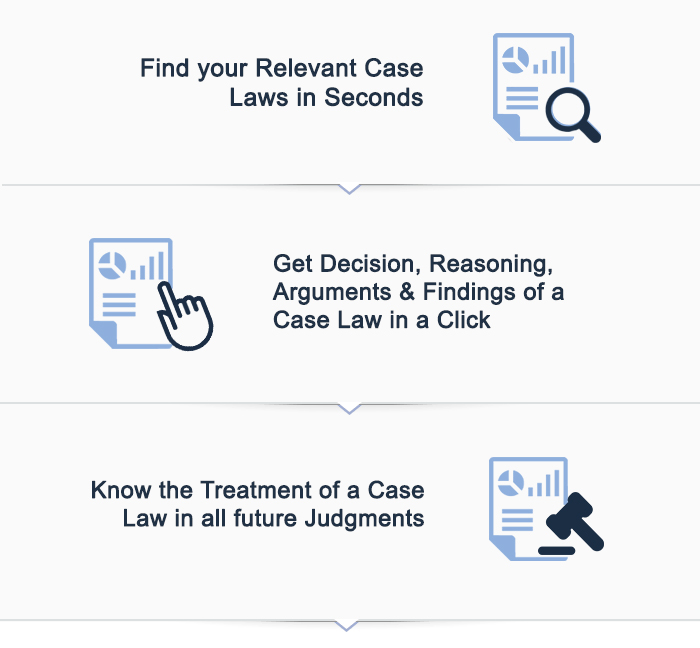 Find your Relevant Case
Laws in Seconds
Get Decision, Reasoning,
Arguments & Findings of a
Case Law in a Click
Know the Treatment of a Case
Law in all future Judgments